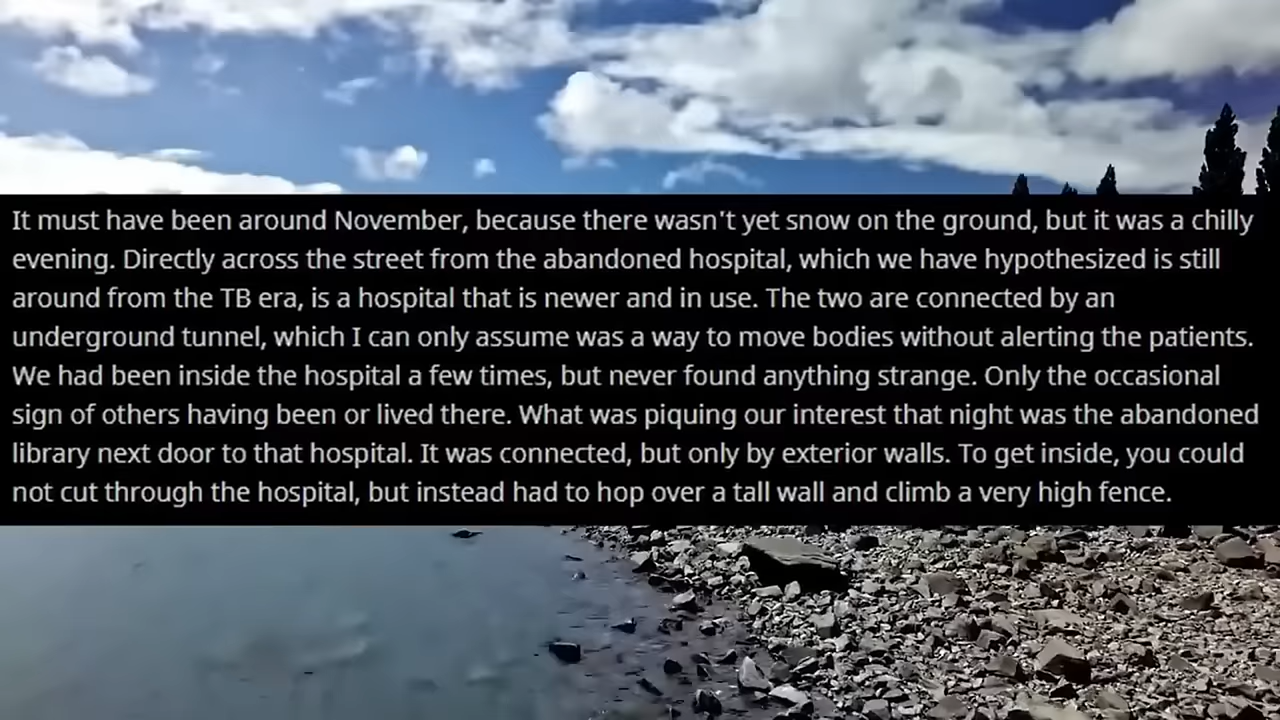 It must have been around November, because there wasn't yet snow on the ground, but it was a chilly
evening. Directly across the street from the abandoned hospital, which we have hypothesized is still
around from the TB era, is a hospital that is newer and in use. The two are connected by an
underground tunnel, which I can only assume was a way to move bodies without alerting the patients.
We had been inside the hospital a few times, but never found anything strange. Only the occasional
sign of others having been or lived there. What was piquing our interest that night was the abandoned
library next door to that hospital. It was connected, but only by exterior walls. To get inside, you could
not cut through the hospital, but instead had to hop over a tall wall and climb a very high fence.